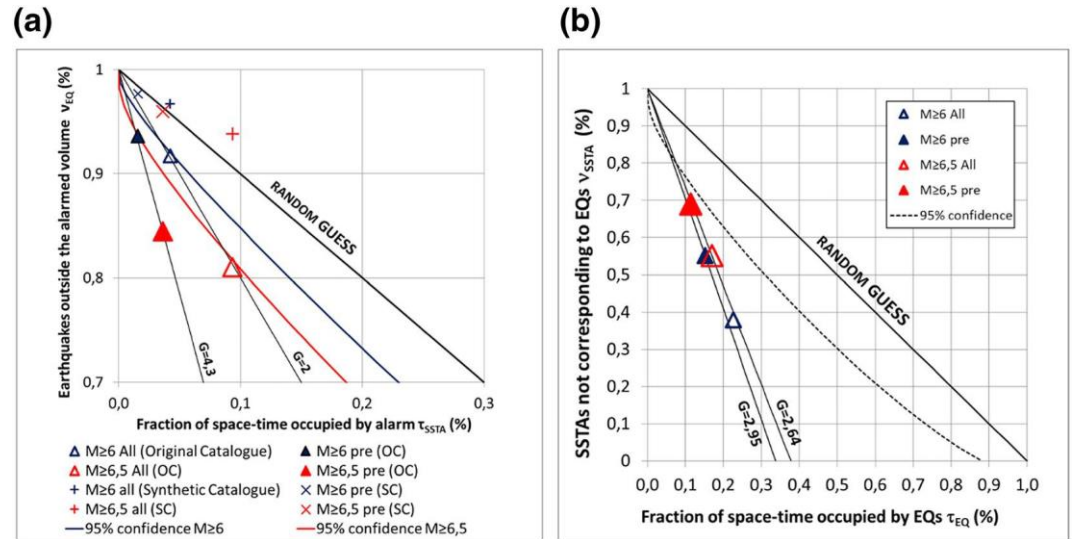 (a)
Earthquakes outside the alarmed volume νEQ (%)
1
0,9
0,8
0,7
RANDOM GUESS
G=4,3
G=2
0,0 0,1 0,2 0,3
Fraction of space-time occupied by alarm τSSTA (%)
M≥6 All (Original Catalogue)
M≥6 pre (OC)
M≥6,5 All (OC)
M≥6,5 pre (OC)
M≥6 all (Synthetic Catalogue)
M≥6 pre (SC)
M≥6,5 all (SC)
M≥6,5 pre (SC)
95% confidence M≥6
95% confidence M≥6,5
(b)
SSTAs not corresponding to EQs νSSTA (%)
1
0,9
0,8
0,7
0,6
0,5
0,4
0,3
0,2
0,1
0
M≥6 All
M≥6 pre
M≥6,5 All
M≥6,5 pre
95% confidence
RANDOM GUESS
G=2,95
G=2,64
0,0 0,1 0,2 0,3 0,4 0,5 0,6 0,7 0,8 0,9 1,0
Fraction of space-time occupied by EQs τEQ (%)